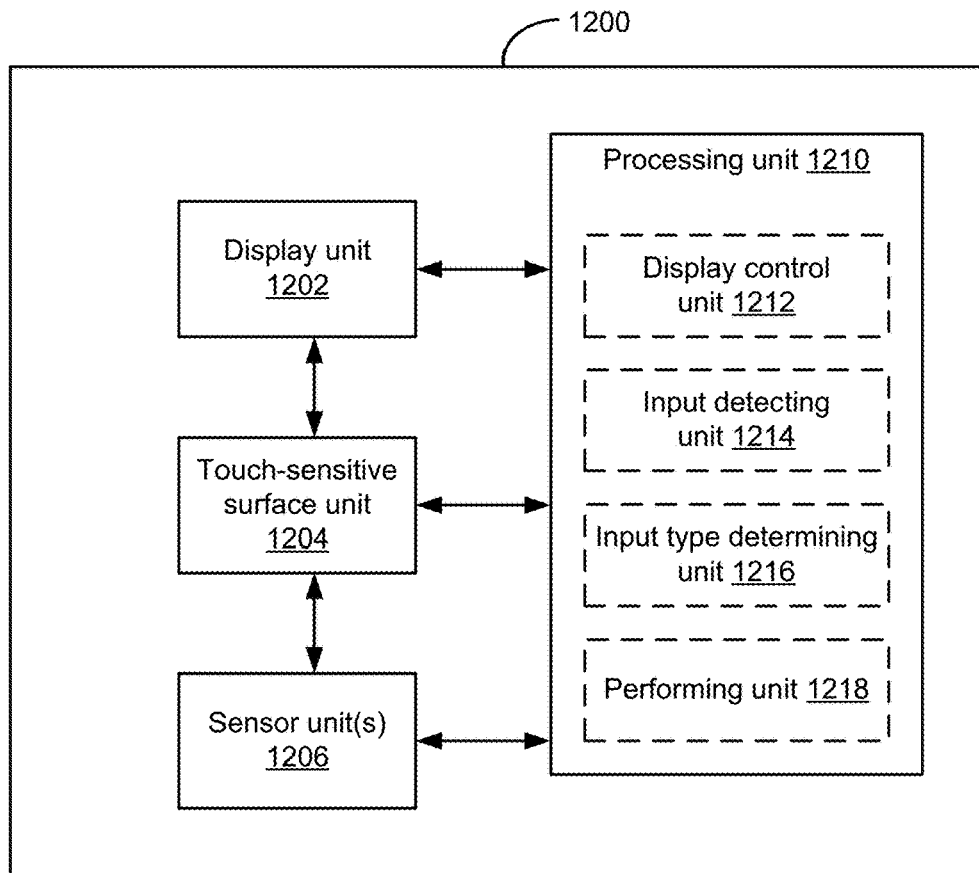 1200
Processing unit 1210
Display unit
1202
Display control
unit 1212
Input detecting
unit 1214
Touch-sensitive
surface unit
1204
Input type determining
unit 1216
Performing unit 1218
Sensor unit(s)
1206